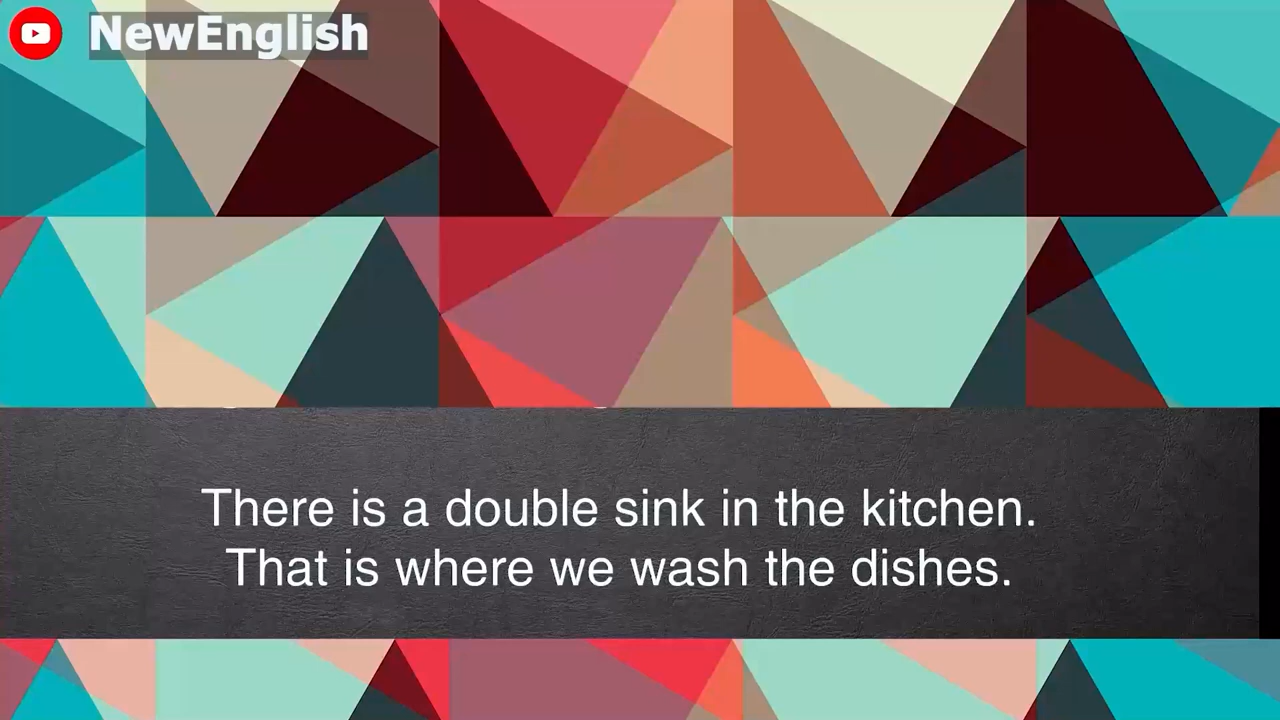 NewEnglish
There is a double sink in the kitchen.
That is where we wash the dishes.